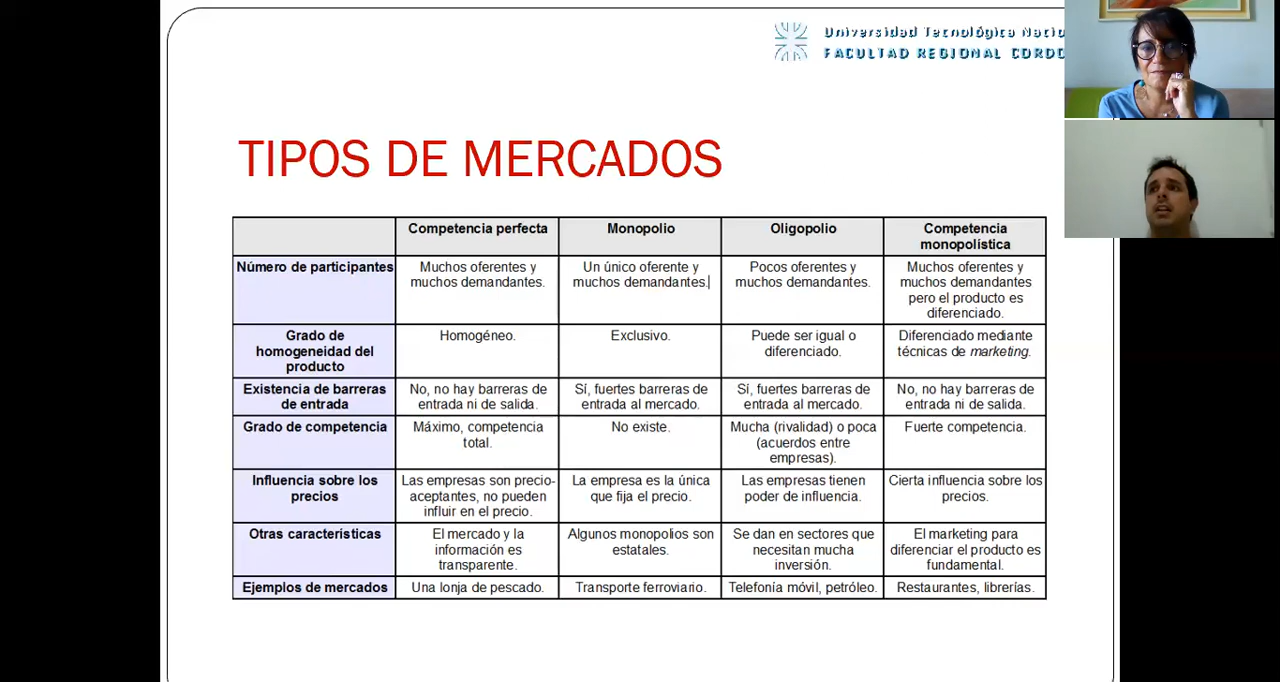 Universidad Tecnológica Nacio
FACULTAD REGIONAL CORDO
TIPOS DE MERCADOS
Competencia perfecta
Monopolio
Oligopolio
Competencia
monopolística
Número de participantes
Muchos oferentes y
muchos demandantes.
Un único oferente y
muchos demandantes.
Pocos oferentes y
muchos demandantes.
Muchos oferentes y
muchos demandantes
pero el producto es
diferenciado.
Grado de
homogeneidad del
producto
Homogéneo.
Exclusivo.
Puede ser igual o
diferenciado.
Diferenciado mediante
técnicas de marketing.
Existencia de barreras
de entrada
No, no hay barreras de
entrada ni de salida.
Sí, fuertes barreras de
entrada al mercado.
Sí, fuertes barreras de
entrada al mercado.
No, no hay barreras de
entrada ni de salida.
Grado de competencia
Máximo, competencia
total.
No existe.
Mucha (rivalidad) o poca
(acuerdos entre
empresas).
Fuerte competencia.
Influencia sobre los
precios
Las empresas son precio-
aceptantes, no pueden
influir en el precio.
La empresa es la única
que fija el precio.
Las empresas tienen
poder de influencia.
Cierta influencia sobre los
precios.
Otras características
El mercado y la
información es
transparente.
Algunos monopolios son
estatales.
Se dan en sectores que
necesitan mucha
inversión.
El marketing para
diferenciar el producto es
fundamental.
Ejemplos de mercados
Una lonja de pescado.
Transporte ferroviario.
Telefonía móvil, petróleo.
Restaurantes, librerías.